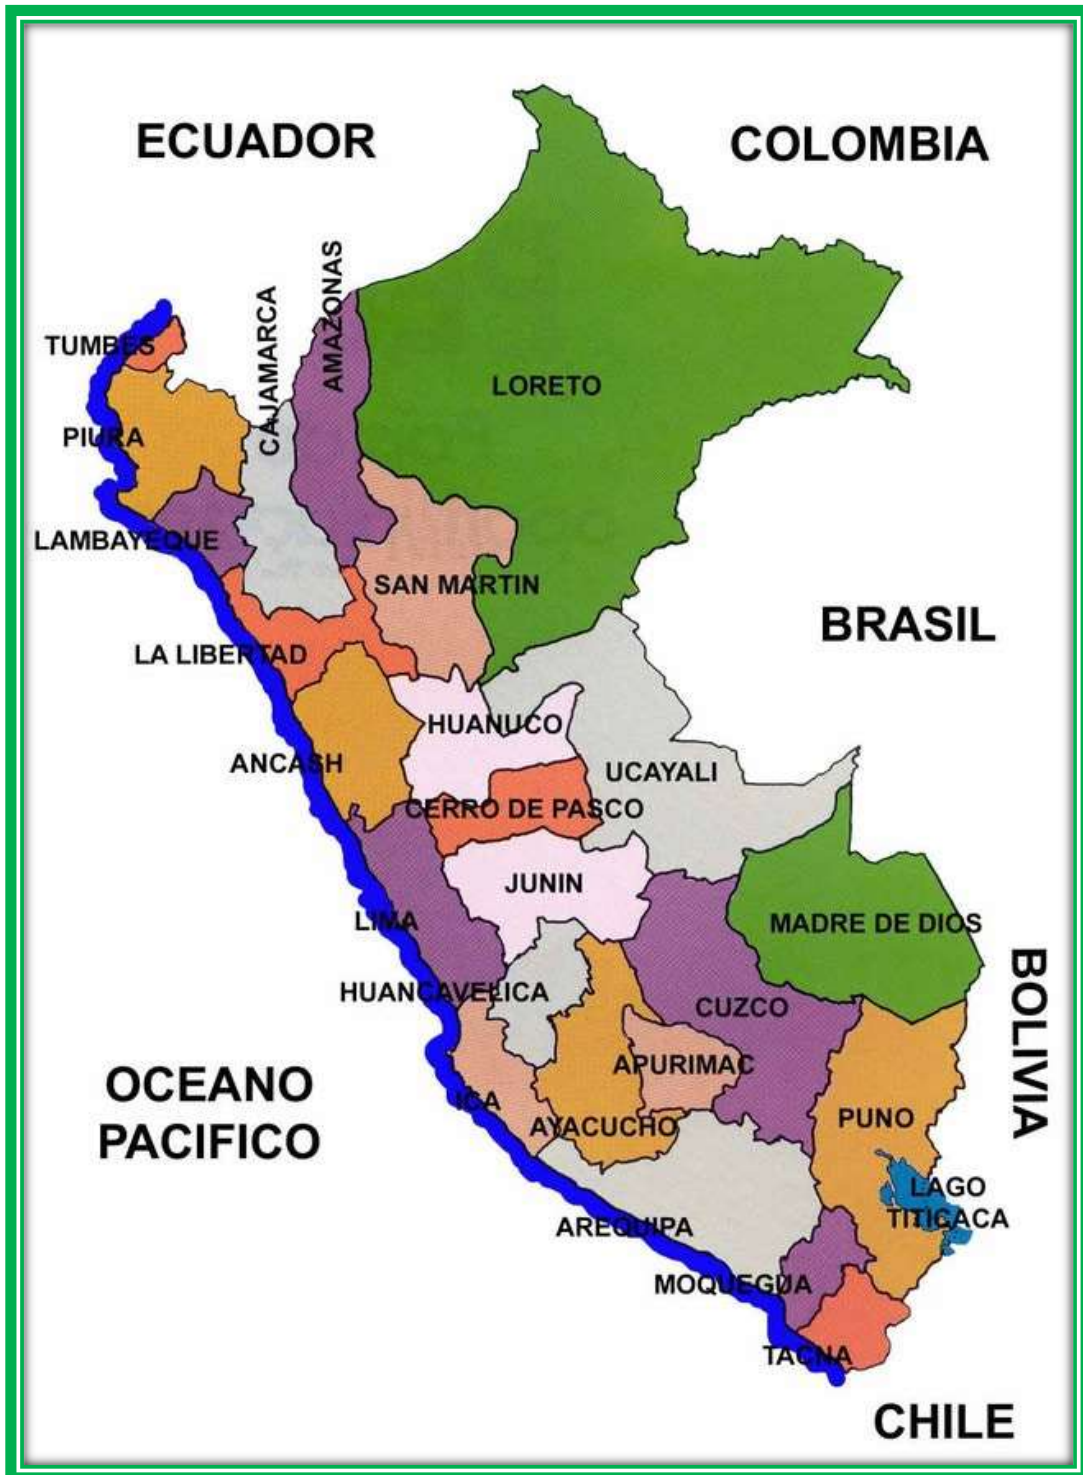 ECUADOR
COLOMBIA
AMAZONAS
CAJAMARCA
TUMBES
LORETO
PIURA
LAMBAYEQUE
SAN MARTIN
BRASIL
LA LIBERTAD
HUANUCO
ANCASH
UCAYALI
CERRO DE PASCO
JUNIN
LIMA
MADRE DE DIOS
BOLIVIA
HUANCAVELICA
CUZCO
APURIMAC
OCEANO
PACIFICO
ICA
AYACUCHO
PUNO
LAGO
TITICACA
AREQUIPA
MOQUEGUA
TACNA
CHILE